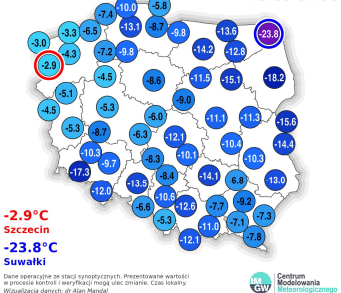 -10.0 -5.8
-7.4
-3.3 -6.5 -13.1 -8.7 -9.8 -13.6 -23.8
-3.0
-4.3 -7.2 -9.8 -14.2 -12.8
-2.9
-4.5 -8.6 -11.5 -15.1 -18.2
-5.1
-9.0
-4.5 -5.3 -6.0 -11.1 -11.3 -15.6
-5.3 -8.7 -6.3 -12.1 -10.4 -14.4
-10.3 -9.7 -8.3 -10.1 -10.3
-17.3 -8.4 -14.1 6.8 -13.0
-12.0 -13.5 -10.6
-6.6 -12.6 -7.7 -9.2
-5.3 -11.0 -7.1 -7.3
-12.1 -7.8
-2.9°C
Szczecin
-23.8°C
Suwałki
Dane operacyjne ze stacji synoptycznych. Prezentowane wartości
w procesie kontroli i weryfikacji mogą ulec zmianie. Czas lokalny.
Wizualizacja danych: dr Alan Mandal
IM
GW
Centrum
Modelowania
Meteorologicznego